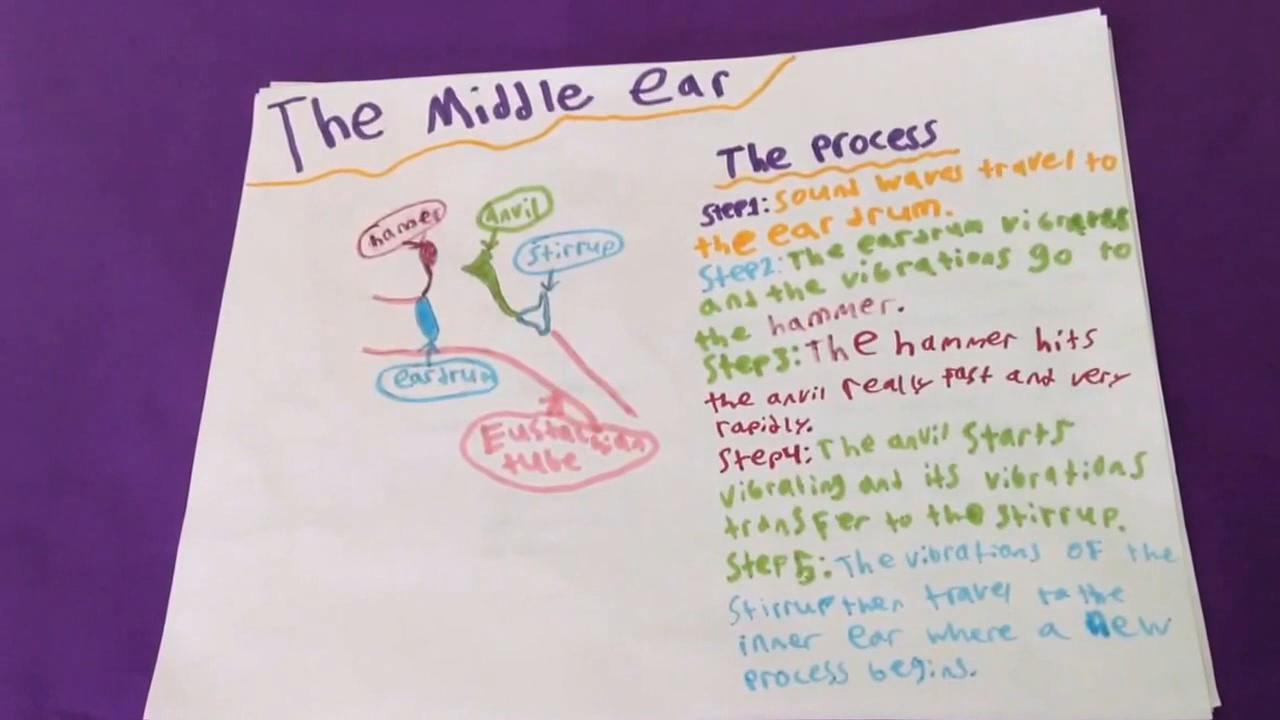 The Middle ear
hammer
anvil
stirrup
eardrum
Eustachian
tube
The process
Step1: sound waves travel to
the ear drum.
Step2: The eardrum vibrates
and the vibrations go to
the hammer.
Step3: The hammer hits
the anvil really fast and very
rapidly.
Step4: The anvil starts
vibrating and its vibrations
transfer to the stirrup.
Step5: The vibrations of the
Stirrup then travel to the
inner ear where a new
process begins.